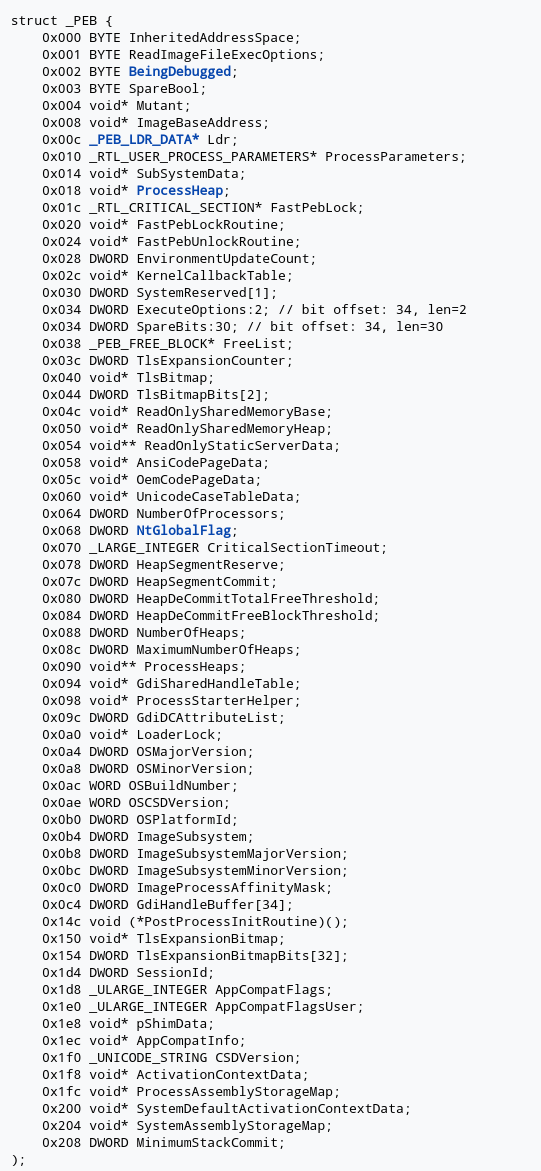 struct _PEB {
0x000 BYTE InheritedAddressSpace;
0x001 BYTE ReadImageFileExecOptions;
0x002 BYTE BeingDebugged;
0x003 BYTE SpareBool;
0x004 void* Mutant;
0x008 void* ImageBaseAddress;
0x00c _PEB_LDR_DATA* Ldr;
0x010 _RTL_USER_PROCESS_PARAMETERS* ProcessParameters;
0x014 void* SubSystemData;
0x018 void* ProcessHeap;
0x01c _RTL_CRITICAL_SECTION* FastPebLock;
0x020 void* FastPebLockRoutine;
0x024 void* FastPebUnlockRoutine;
0x028 DWORD EnvironmentUpdateCount;
0x02c void* KernelCallbackTable;
0x030 DWORD SystemReserved[1];
0x034 DWORD ExecuteOptions:2; // bit offset: 34, len=2
0x034 DWORD SpareBits:30; // bit offset: 34, len=30
0x038 _PEB_FREE_BLOCK* FreeList;
0x03c DWORD TlsExpansionCounter;
0x040 void* TlsBitmap;
0x044 DWORD TlsBitmapBits[2];
0x04c void* ReadOnlySharedMemoryBase;
0x050 void* ReadOnlySharedMemoryHeap;
0x054 void** ReadOnlyStaticServerData;
0x058 void* AnsiCodePageData;
0x05c void* OemCodePageData;
0x060 void* UnicodeCaseTableData;
0x064 DWORD NumberOfProcessors;
0x068 DWORD NtGlobalFlag;
0x070 _LARGE_INTEGER CriticalSectionTimeout;
0x078 DWORD HeapSegmentReserve;
0x07c DWORD HeapSegmentCommit;
0x080 DWORD HeapDeCommitTotalFreeThreshold;
0x084 DWORD HeapDeCommitFreeBlockThreshold;
0x088 DWORD NumberOfHeaps;
0x08c DWORD MaximumNumberOfHeaps;
0x090 void** ProcessHeaps;
0x094 void* GdiSharedHandleTable;
0x098 void* ProcessStarterHelper;
0x09c DWORD GdiDCAttributeList;
0x0a0 void* LoaderLock;
0x0a4 DWORD OSMajorVersion;
0x0a8 DWORD OSMinorVersion;
0x0ac WORD OSBuildNumber;
0x0ae WORD OSCSDVersion;
0x0b0 DWORD OSPlatformId;
0x0b4 DWORD ImageSubsystem;
0x0b8 DWORD ImageSubsystemMajorVersion;
0x0bc DWORD ImageSubsystemMinorVersion;
0x0c0 DWORD ImageProcessAffinityMask;
0x0c4 DWORD GdiHandleBuffer[34];
0x14c void (*PostProcessInitRoutine)();
0x150 void* TlsExpansionBitmap;
0x154 DWORD TlsExpansionBitmapBits[32];
0x1d4 DWORD SessionId;
0x1d8 _ULARGE_INTEGER AppCompatFlags;
0x1e0 _ULARGE_INTEGER AppCompatFlagsUser;
0x1e8 void* pShimData;
0x1ec void* AppCompatInfo;
0x1f0 _UNICODE_STRING CSDVersion;
0x1f8 void* ActivationContextData;
0x1fc void* ProcessAssemblyStorageMap;
0x200 void* SystemDefaultActivationContextData;
0x204 void* SystemAssemblyStorageMap;
0x208 DWORD MinimumStackCommit;
);